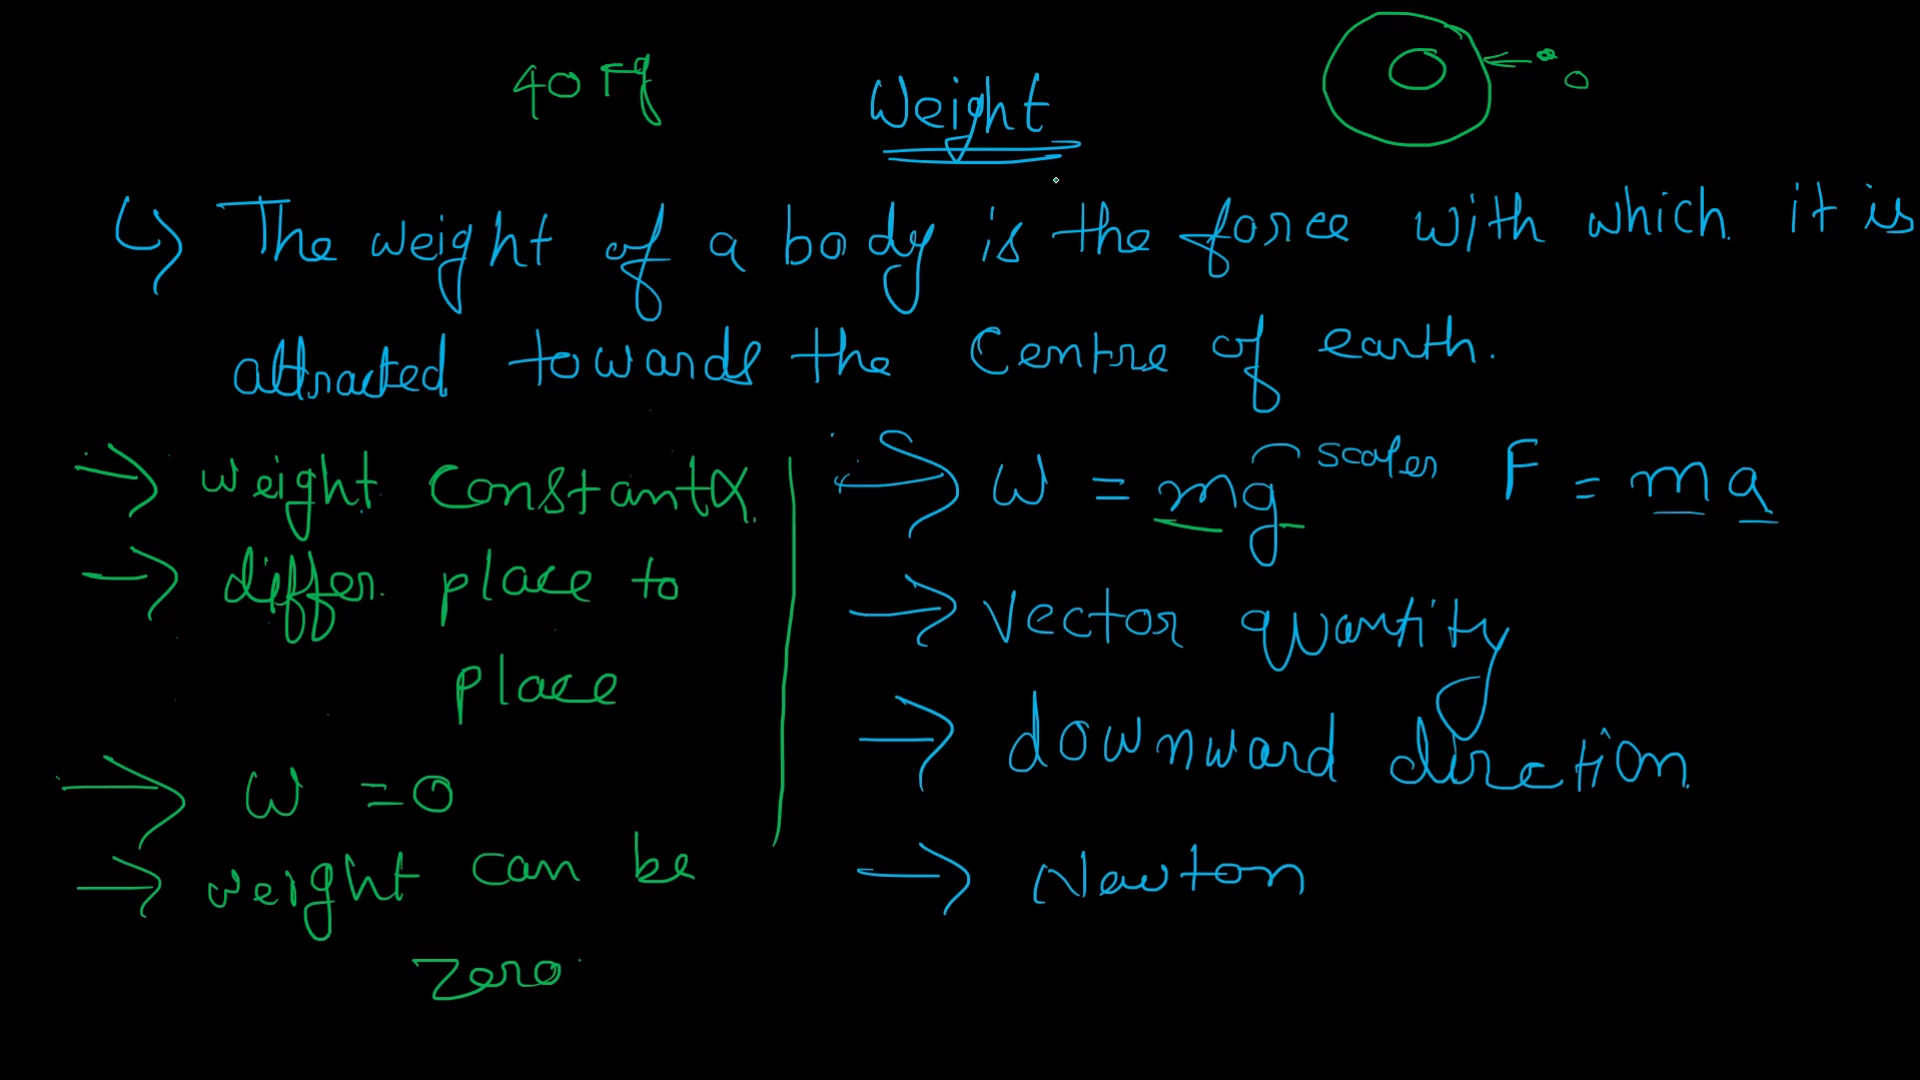 40 Kg
Weight
The weight of a body is the force with which it is
attracted towards the Centre of earth.
weight Constant
differ. place to
place
W = 0
weight can be
zero
W = mg scaler F = ma
vector quantity
downward direction
Newton